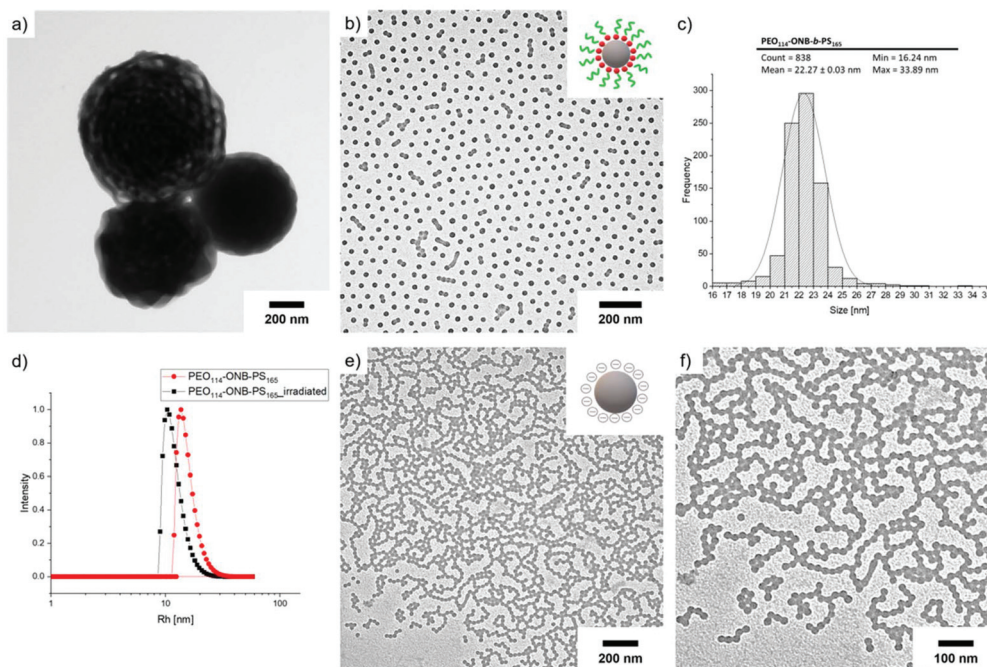 a)
200 nm
b)
200 nm
c)
PEO₁₁₄-ONB-b-PS₁₆₅
Count = 838 Min = 16.24 nm
Mean = 22.27 ± 0.03 nm Max = 33.89 nm
Frequency
300
250
200
150
100
50
0
16 17 18 19 20 21 22 23 24 25 26 27 28 29 30 31 32 33 34
Size [nm]
d)
PEO₁₁₄-ONB-PS₁₆₅
PEO₁₁₄-ONB-PS₁₆₅_irradiated
Intensity
1.0
0.8
0.6
0.4
0.2
0.0
1 10 100
Rh [nm]
e)
200 nm
f)
100 nm